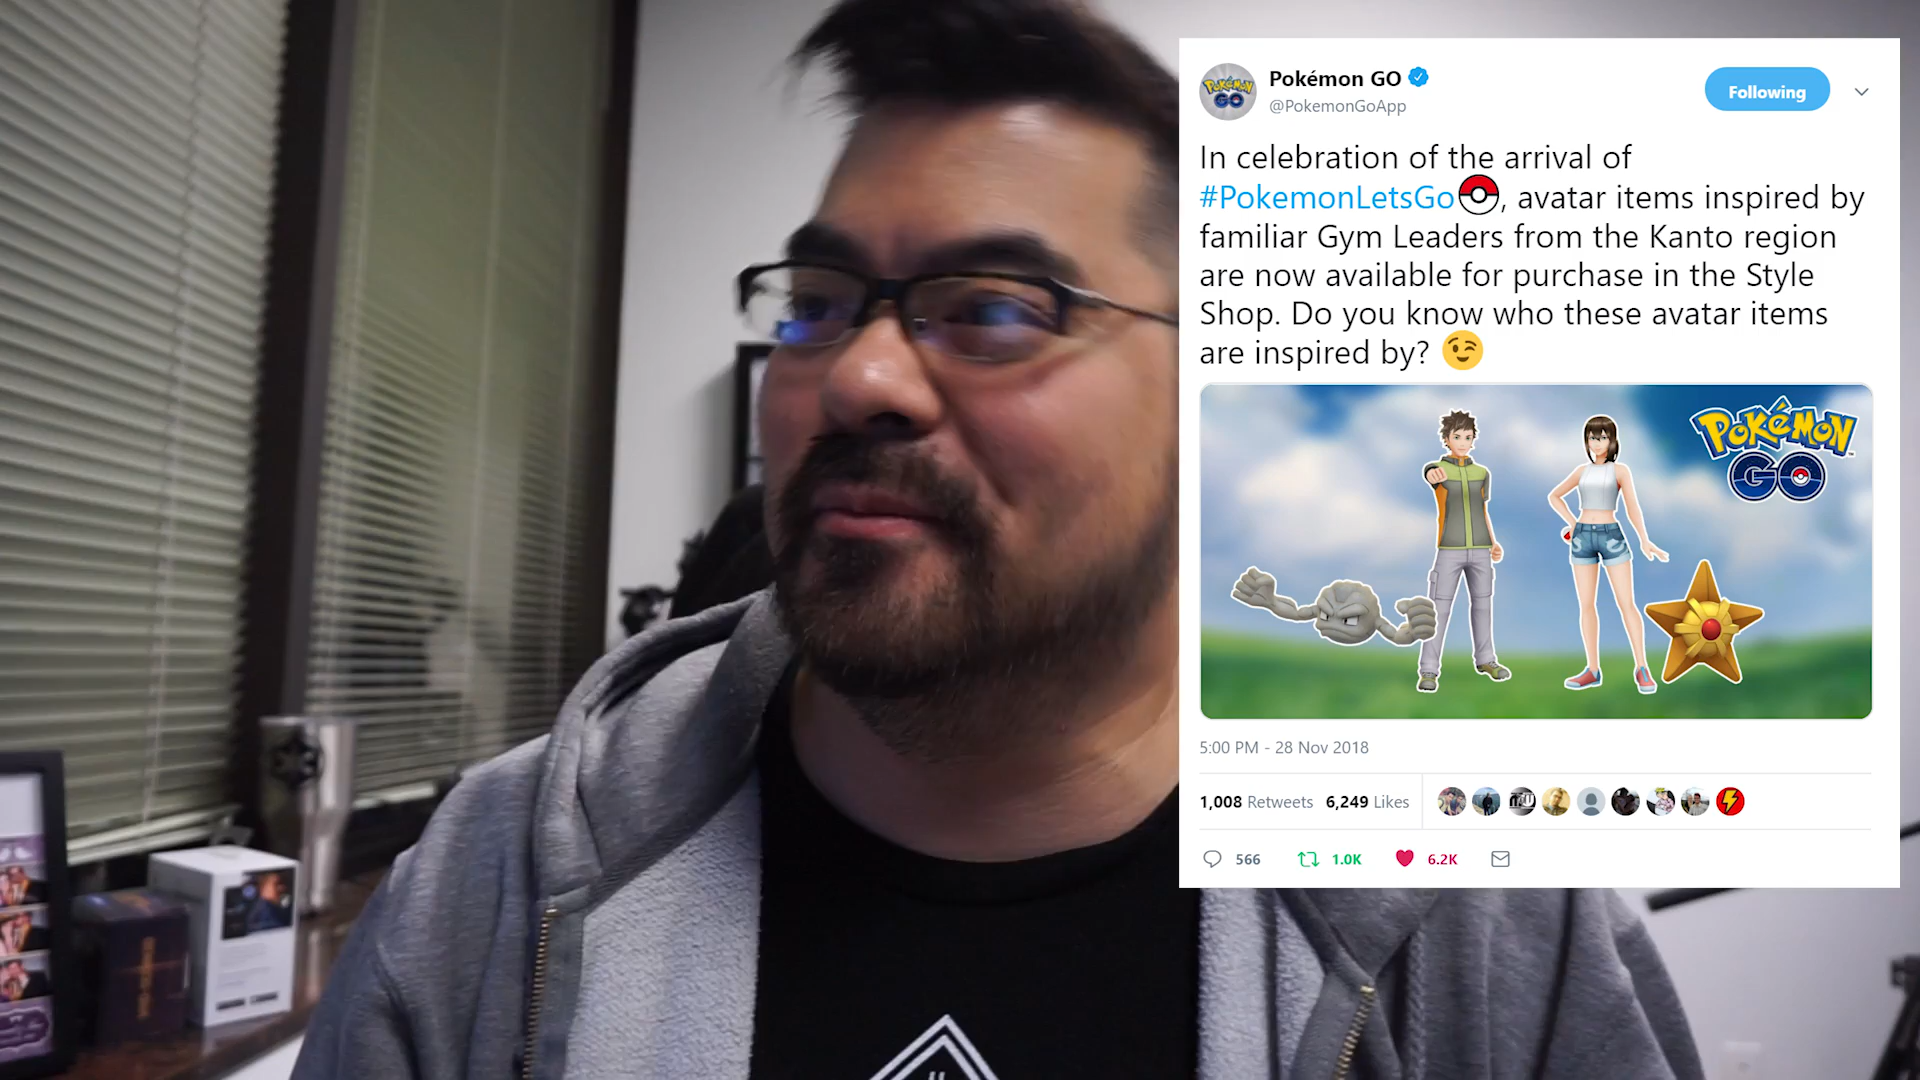 Pokémon GO
@PokemonGoApp
Following
In celebration of the arrival of
#PokemonLetsGo, avatar items inspired by
familiar Gym Leaders from the Kanto region
are now available for purchase in the Style
Shop. Do you know who these avatar items
are inspired by? 😉
POKÉMON
GO
5:00 PM - 28 Nov 2018
1,008 Retweets 6,249 Likes
566 1.0K 6.2K